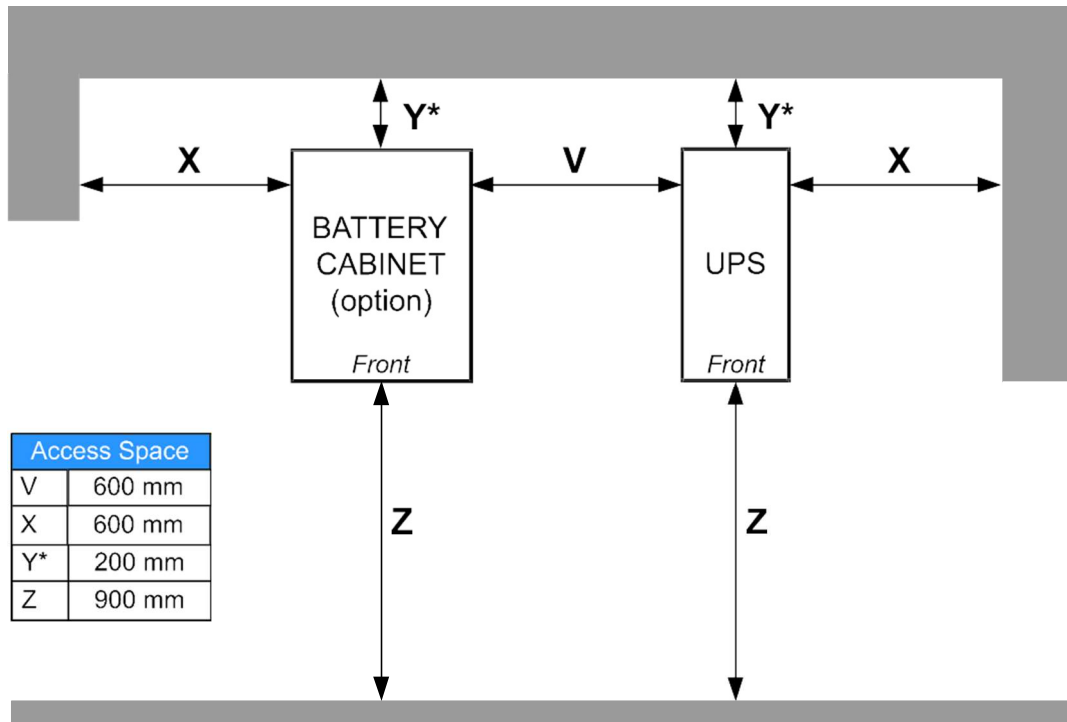 Y*
Y*
X
V
X
BATTERY
CABINET
(option)
Front
UPS
Front
Access Space
V 600 mm
X 600 mm
Y* 200 mm
Z 900 mm
Z
Z